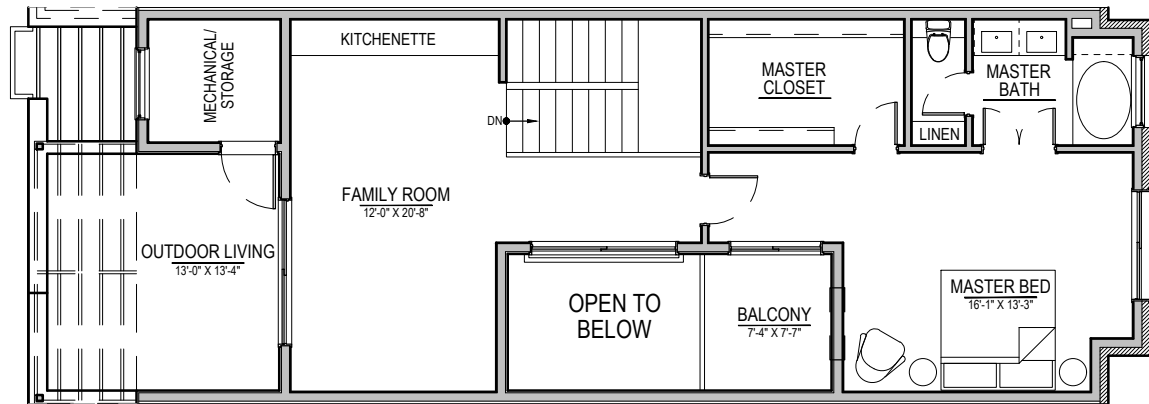 MECHANICAL/
STORAGE
KITCHENETTE
DN
MASTER
CLOSET
LINEN
MASTER
BATH
FAMILY ROOM
12'-0" X 20'-8"
OUTDOOR LIVING
13'-0" X 13'-4"
OPEN TO
BELOW
BALCONY
7'-4" X 7'-7"
MASTER BED
16'-1" X 13'-3"